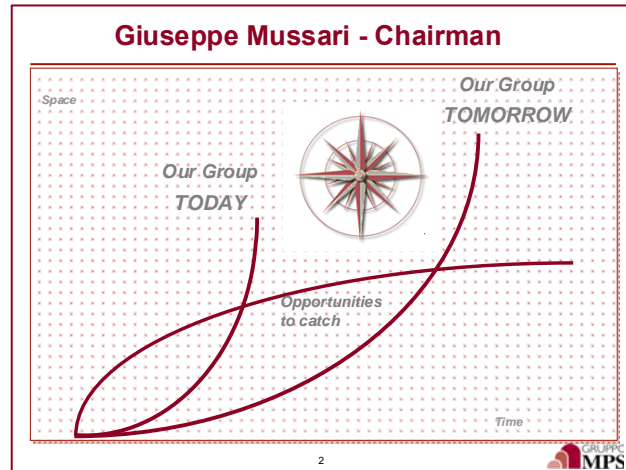 Giuseppe Mussari - Chairman
Space
Our Group
TOMORROW
Our Group
TODAY
Opportunities
to catch
Time
2
GRUPPO
MPS